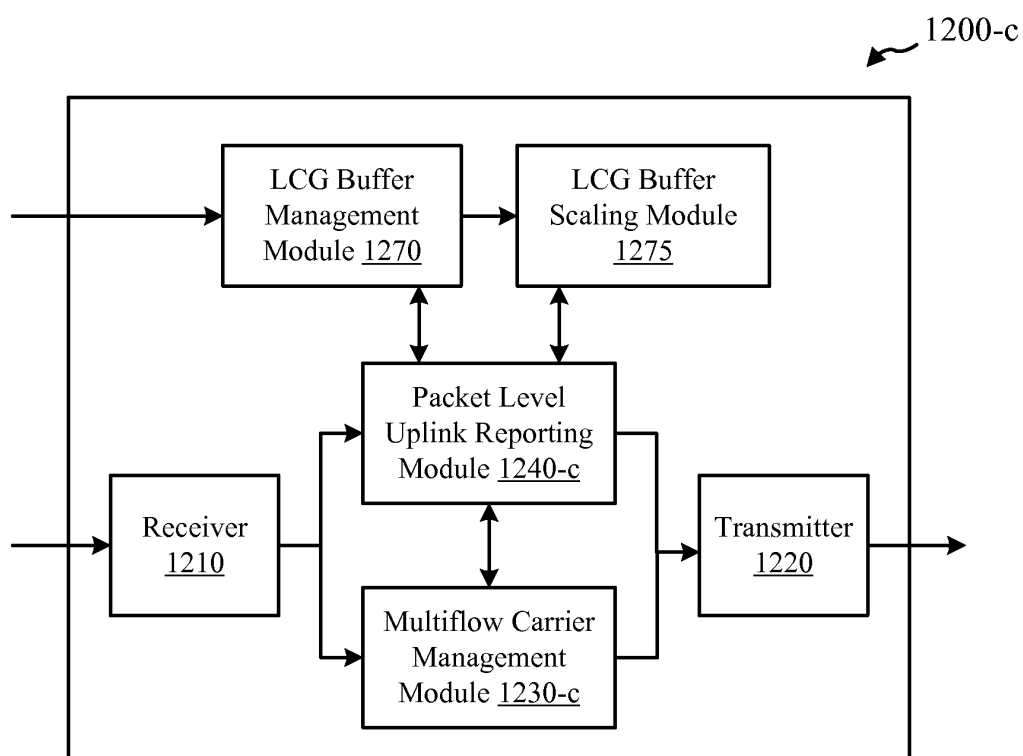 1200-c
LCG Buffer
Management
Module 1270
LCG Buffer
Scaling Module
1275
Packet Level
Uplink Reporting
Module 1240-c
Receiver
1210
Transmitter
1220
Multiflow Carrier
Management
Module 1230-c